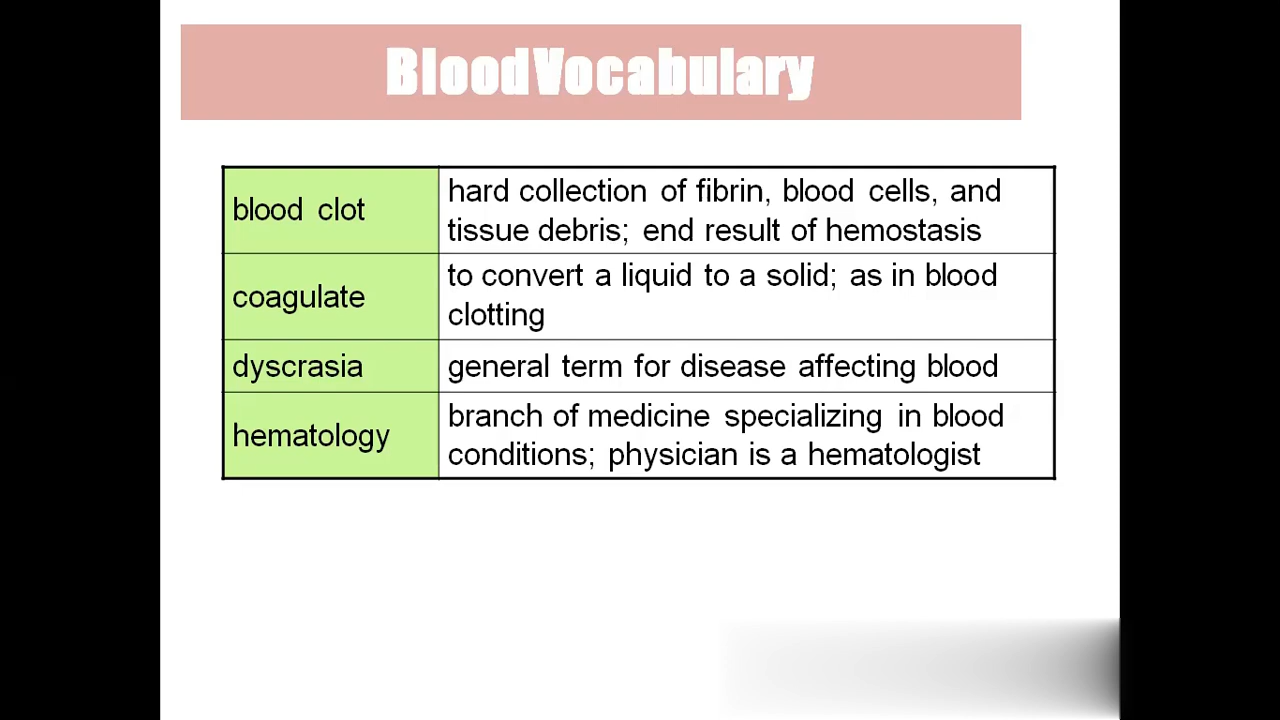 Blood Vocabulary
blood clot
hard collection of fibrin, blood cells, and
tissue debris; end result of hemostasis
coagulate
to convert a liquid to a solid; as in blood
clotting
dyscrasia
general term for disease affecting blood
hematology
branch of medicine specializing in blood
conditions; physician is a hematologist